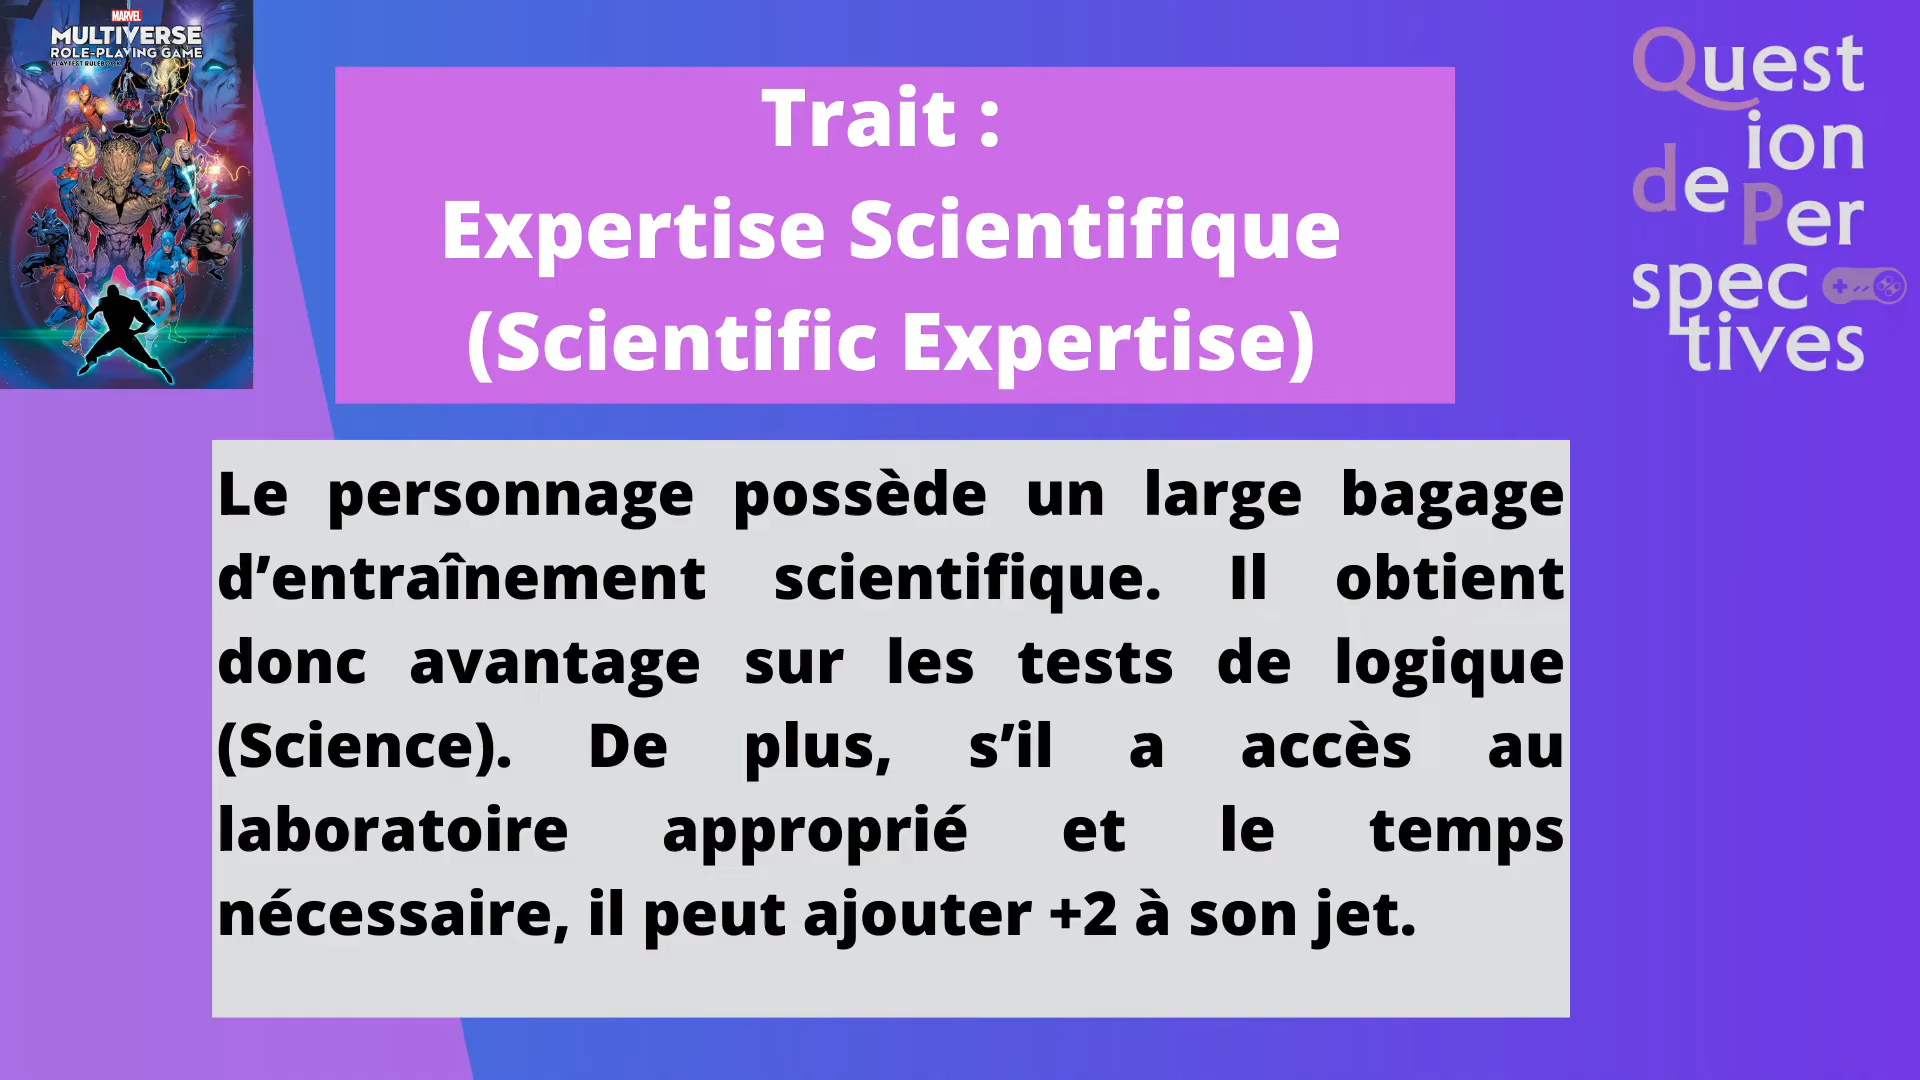 MARVEL
MULTIVERSE
ROLE-PLAYING GAME
PLAYTEST RULEBOOK
Trait :
Expertise Scientifique
(Scientific Expertise)
Quest
ion
de Per
spec
tives
Le personnage possède un large bagage
d’entraînement scientifique. Il obtient
donc avantage sur les tests de logique
(Science). De plus, s’il a accès au
laboratoire approprié et le temps
nécessaire, il peut ajouter +2 à son jet.